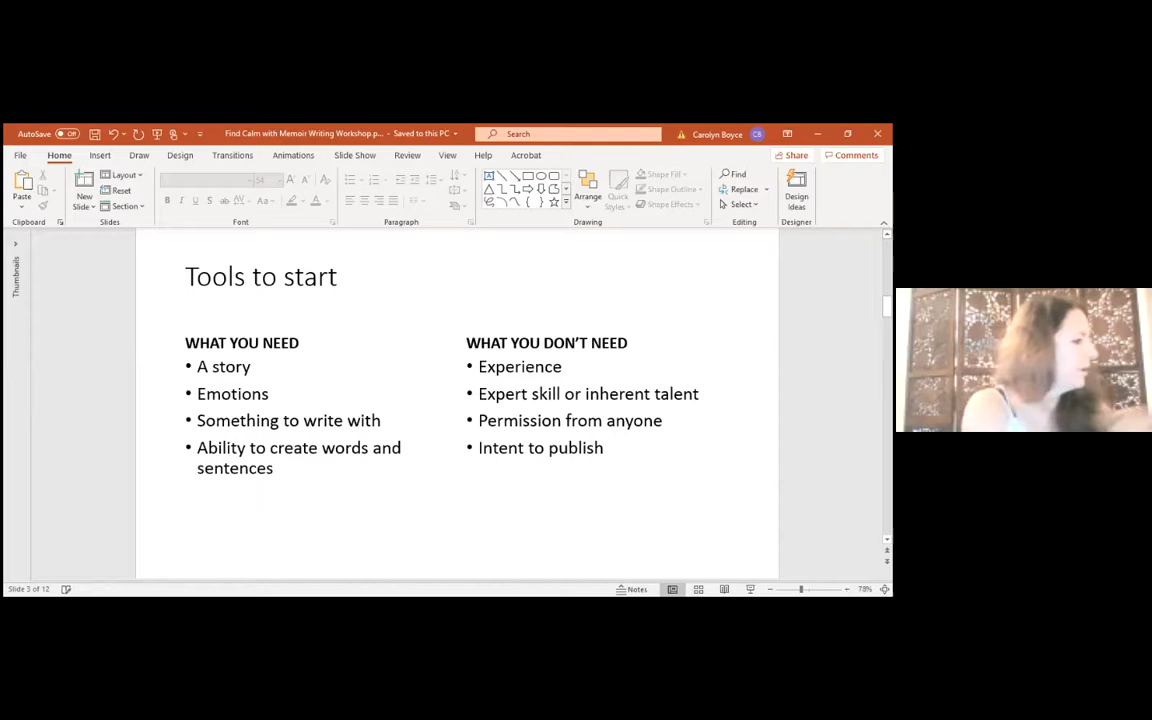 AutoSave Off Find Calm with Memoir Writing Workshop.p... - Saved to this PC Search Carolyn Boyce CB
File Home Insert Draw Design Transitions Animations Slide Show Review View Help Acrobat Share Comments
Layout Find
Reset 54 Aa A Shape Fill
Paste New Slide Section B I U S Arrange Quick Styles Shape Outline Replace Design Ideas
Shape Effects Select
Clipboard Slides Font Paragraph Drawing Editing Designer
Thumbnails
Tools to start
WHAT YOU NEED
• A story
• Emotions
• Something to write with
• Ability to create words and
sentences
WHAT YOU DON’T NEED
• Experience
• Expert skill or inherent talent
• Permission from anyone
• Intent to publish
Slide 3 of 12 Notes 78%